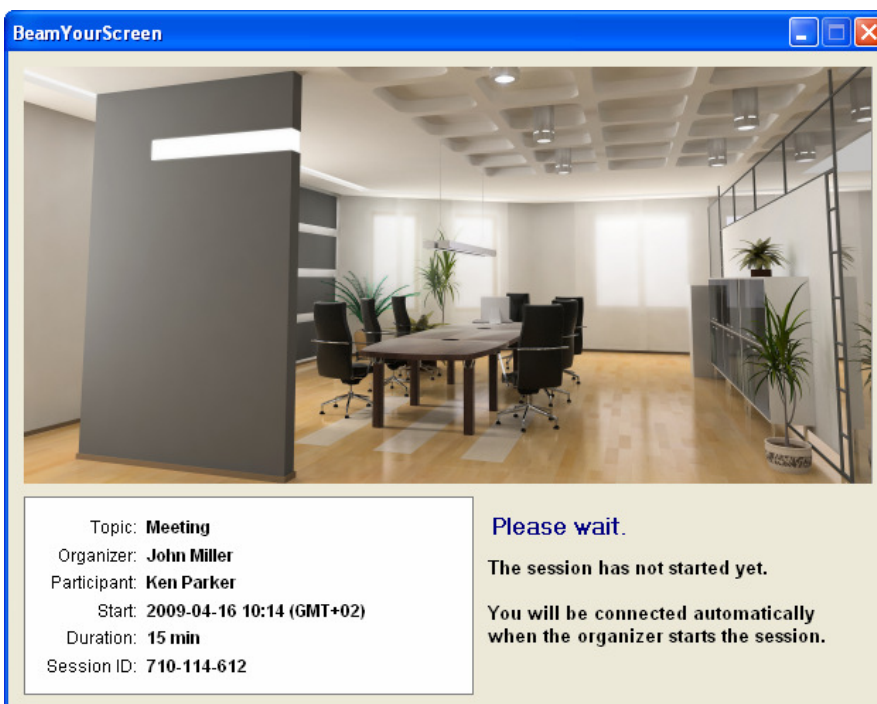 BeamYourScreen
Topic: Meeting
Organizer: John Miller
Participant: Ken Parker
Start: 2009-04-16 10:14 (GMT+02)
Duration: 15 min
Session ID: 710-114-612
Please wait.
The session has not started yet.
You will be connected automatically
when the organizer starts the session.